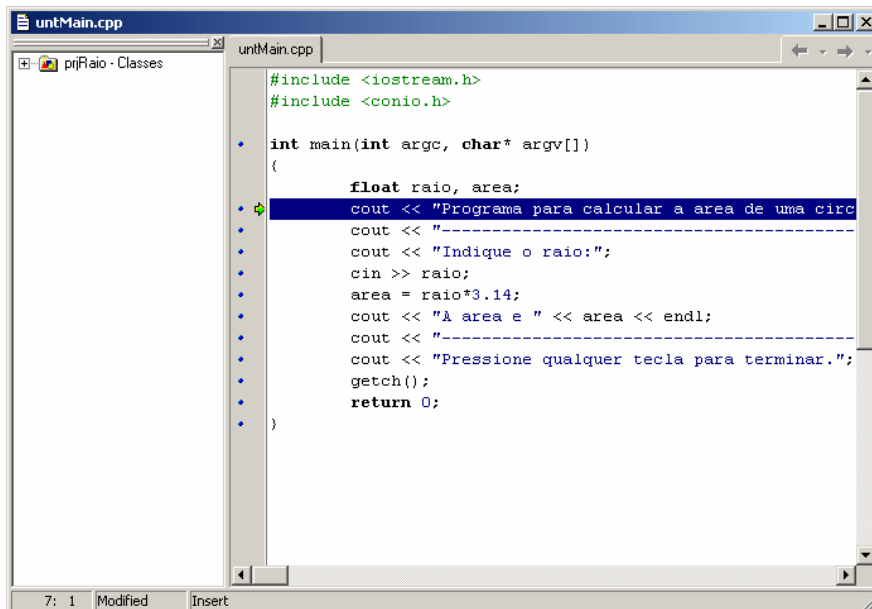 untMain.cpp
prjRaio - Classes
untMain.cpp
#include <iostream.h>
#include <conio.h>
int main(int argc, char* argv[])
{
float raio, area;
cout << "Programa para calcular a area de uma circ
cout << "-------------------------------------------
cout << "Indique o raio:";
cin >> raio;
area = raio*3.14;
cout << "A area e " << area << endl;
cout << "-------------------------------------------
cout << "Pressione qualquer tecla para terminar.";
getch();
return 0;
}
7: 1 Modified Insert